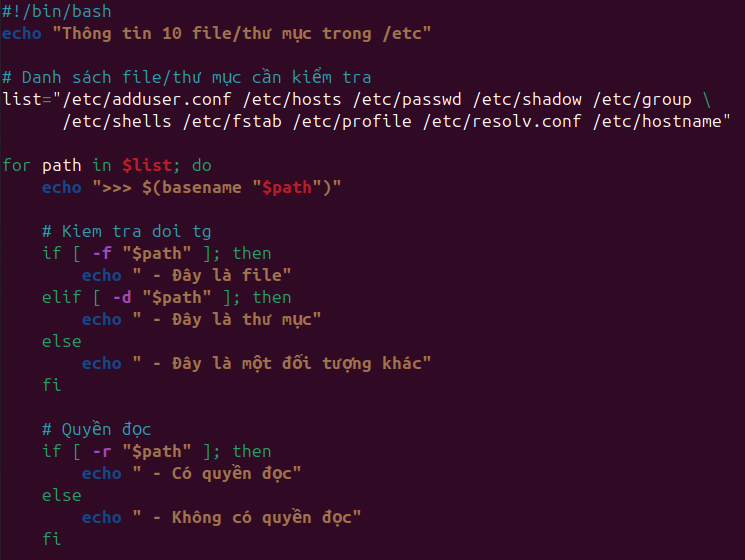 #!/bin/bash
echo "Thông tin 10 file/thư mục trong /etc"
# Danh sách file/thư mục cần kiểm tra
list="/etc/adduser.conf /etc/hosts /etc/passwd /etc/shadow /etc/group \
/etc/shells /etc/fstab /etc/profile /etc/resolv.conf /etc/hostname"
for path in $list; do
echo ">>> $(basename "$path")"
# Kiem tra doi tg
if [ -f "$path" ]; then
echo " - Đây là file"
elif [ -d "$path" ]; then
echo " - Đây là thư mục"
else
echo " - Đây là một đối tượng khác"
fi
# Quyền đọc
if [ -r "$path" ]; then
echo " - Có quyền đọc"
else
echo " - Không có quyền đọc"
fi